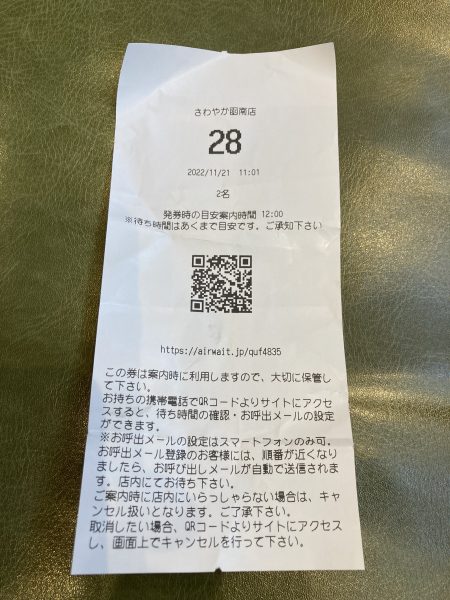 さわやか函南店
28
2022/11/21 11:01
2名
発券時の目安案内時間 12:00
※待ち時間はあくまで目安です。ご承知下さい
https://airwait.jp/quf4835
この券は案内時に利用しますので、大切に保管し
て下さい。
お持ちの携帯電話でQRコードよりサイトにアクセ
スすると、待ち時間の確認・お呼出メールの設定
ができます。
※お呼出メールの設定はスマートフォンのみ可。
お呼出メール登録のお客様には、順番が近くなり
ましたら、お呼び出しメールが自動で送信されま
す。店内にてお待ち下さい。
ご案内時に店内にいらっしゃらない場合は、キャ
ンセル扱いとなります。ご了承下さい。
取消したい場合、QRコードよりサイトにアクセス
し、画面上でキャンセルを行って下さい。